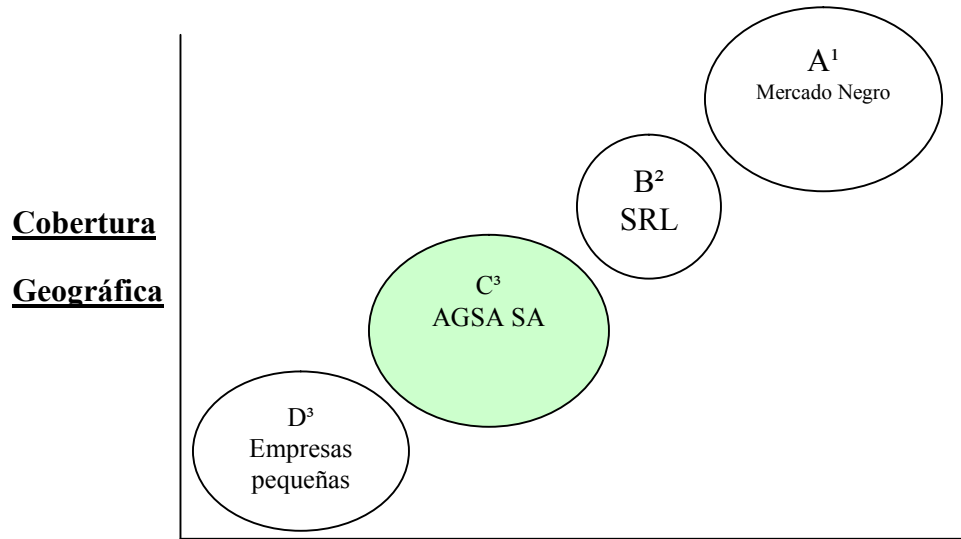 A¹
Mercado Negro
B²
SRL
Cobertura
Geográfica
C³
AGSA SA
D³
Empresas
pequeñas